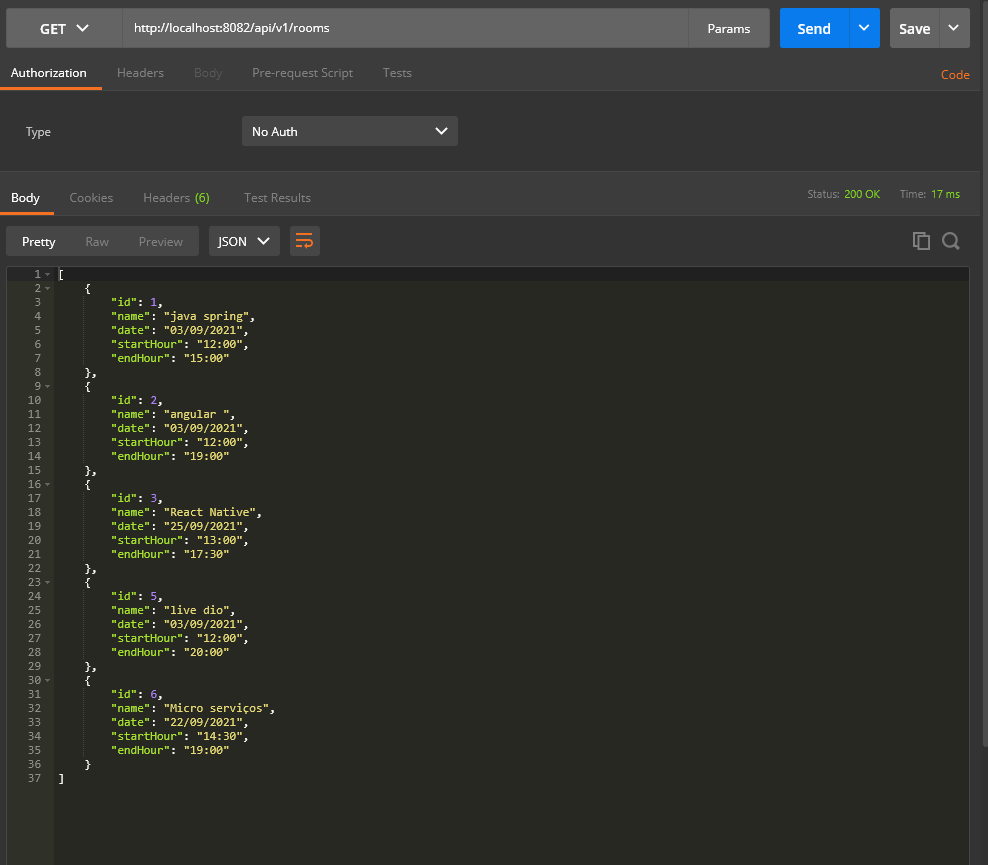 GET http://localhost:8082/api/v1/rooms Params Send Save
Authorization Headers Body Pre-request Script Tests Code
Type No Auth
Body Cookies Headers (6) Test Results Status: 200 OK Time: 17 ms
Pretty Raw Preview JSON
1 [
2 {
3 "id": 1,
4 "name": "java spring",
5 "date": "03/09/2021",
6 "startHour": "12:00",
7 "endHour": "15:00"
8 },
9 {
10 "id": 2,
11 "name": "angular ",
12 "date": "03/09/2021",
13 "startHour": "12:00",
14 "endHour": "19:00"
15 },
16 {
17 "id": 3,
18 "name": "React Native",
19 "date": "25/09/2021",
20 "startHour": "13:00",
21 "endHour": "17:30"
22 },
23 {
24 "id": 5,
25 "name": "live dio",
26 "date": "03/09/2021",
27 "startHour": "12:00",
28 "endHour": "20:00"
29 },
30 {
31 "id": 6,
32 "name": "Micro serviços",
33 "date": "22/09/2021",
34 "startHour": "14:30",
35 "endHour": "19:00"
36 }
37 ]